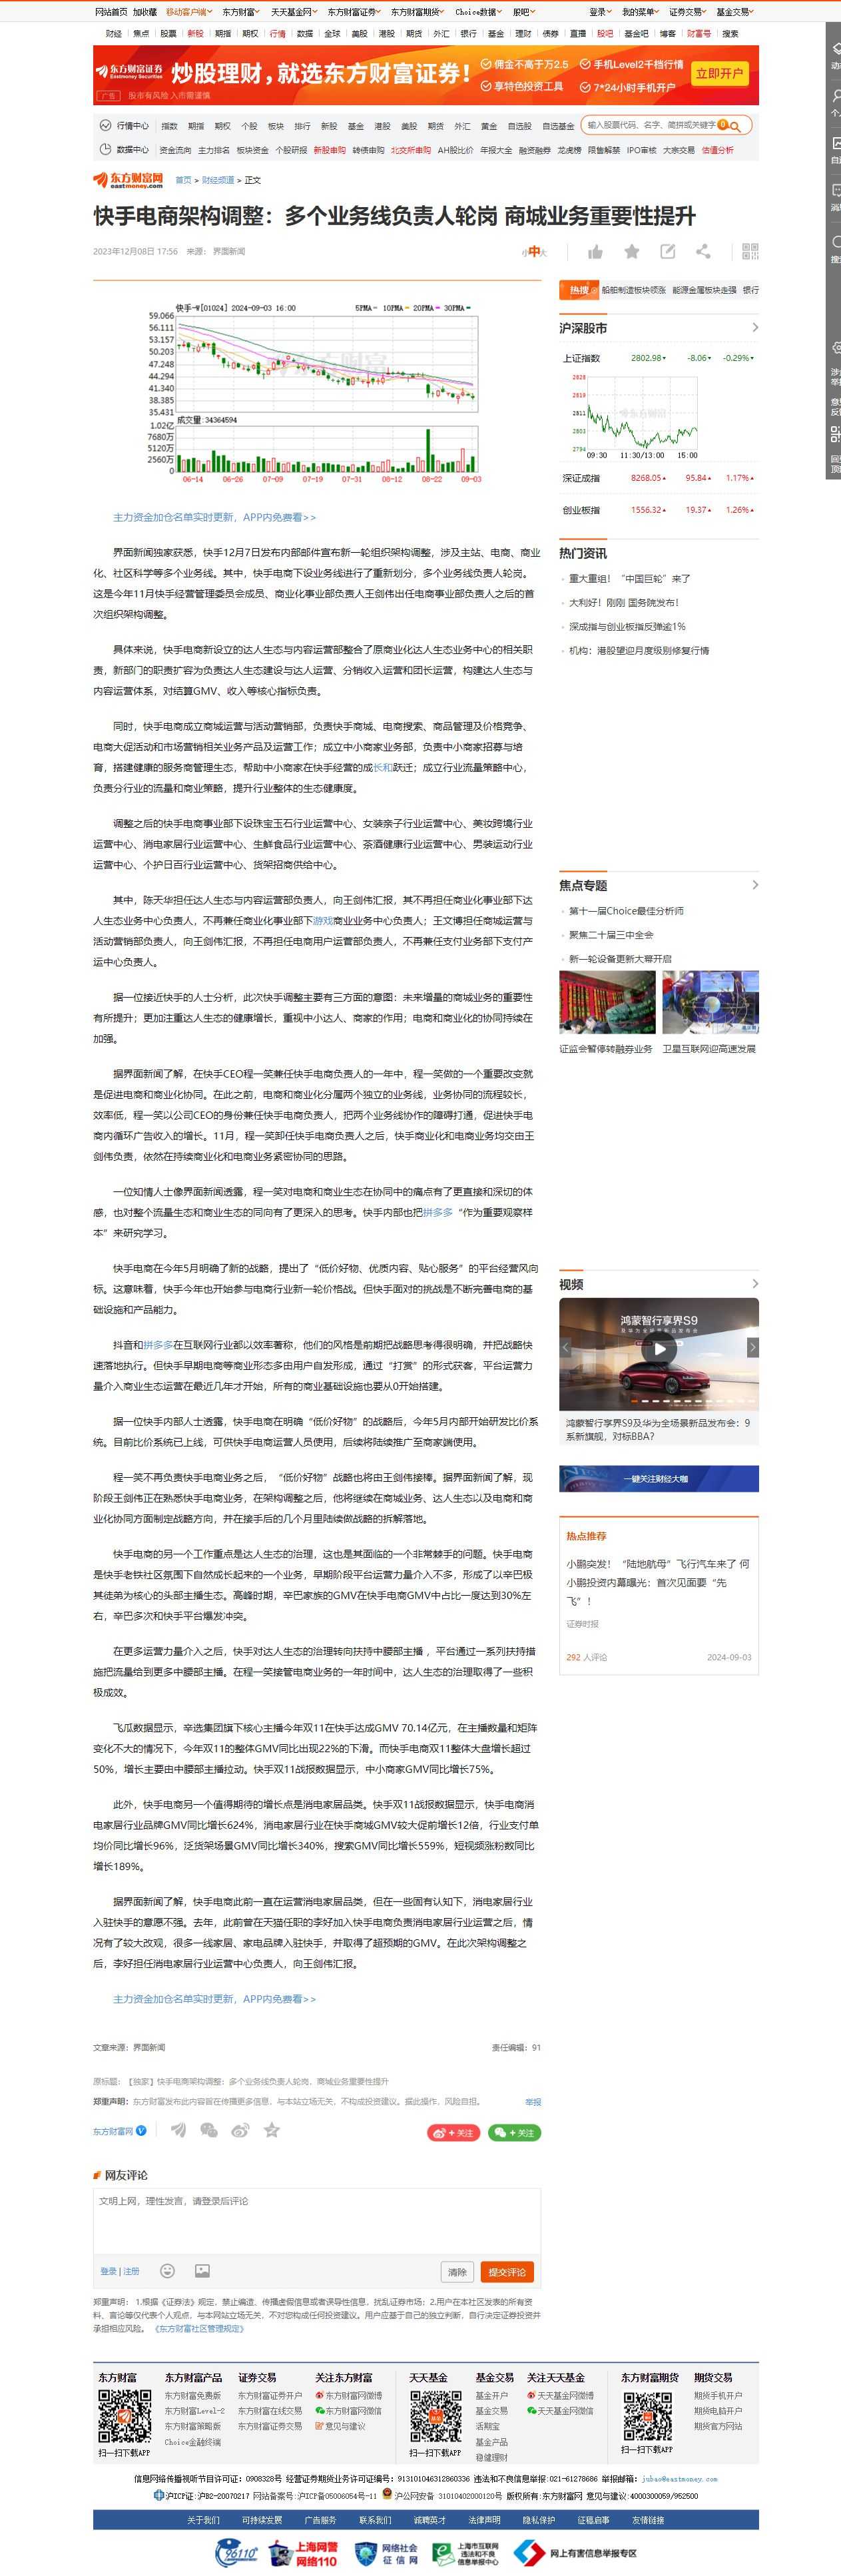 网站首页 加收藏 移动客户端 东方财富 天天基金网 东方财富证券 东方财富期货 Choice数据 股吧 登录 我的菜单 证券交易 基金交易
财经 焦点 股票 新股 期指 期权 行情 数据 全球 美股 港股 期货 外汇 银行 基金 理财 债券 直播 股吧 基金吧 博客 财富号 搜索
东方财富证券
炒股理财，就选东方财富证券！
佣金不高于万2.5 手机Level2千档行情
享特色投资工具 7*24小时手机开户
立即开户
广告 股市有风险 入市需谨慎
行情中心 指数 期指 期权 个股 板块 排行 新股 基金 港股 美股 期货 外汇 黄金 自选股 自选基金
输入股票代码、名字、简拼或关键字
数据中心 资金流向 主力排名 板块资金 个股研报 新股申购 转债申购 北交所申购 AH股比价 年报大全 融资融券 龙虎榜 限售解禁 IPO审核 大宗交易 估值分析
东方财富网
eastmoney.com
首页 > 财经频道 > 正文
快手电商架构调整：多个业务线负责人轮岗 商城业务重要性提升
2023年12月08日 17:56 来源： 界面新闻
小 中 大
快手-W[01024] 2024-09-03 16:00 5PMA 10PMA 20PMA 30PMA
59.066
56.111
53.157
50.203
47.248
44.294
41.340
38.385
35.431
成交量:34364594
1.02亿
7680万
5120万
2560万
0
06-14 06-26 07-09 07-19 07-31 08-12 08-22 09-03
主力资金加仓名单实时更新，APP内免费看>>
界面新闻独家获悉，快手12月7日发布内部邮件宣布新一轮组织架构调整，涉及主站、电商、商业
化、社区科学等多个业务线。其中，快手电商下设业务线进行了重新划分，多个业务线负责人轮岗。
这是今年11月快手经营管理委员会成员、商业化事业部负责人王剑伟出任电商事业部负责人之后的首
次组织架构调整。
具体来说，快手电商新设立的达人生态与内容运营部整合了原商业化达人生态业务中心的相关职
责，新部门的职责扩容为负责达人生态建设与达人运营、分销收入运营和团长运营，构建达人生态与
内容运营体系，对结算GMV、收入等核心指标负责。
同时，快手电商成立商城运营与活动营销部，负责快手商城、电商搜索、商品管理及价格竞争、
电商大促活动和市场营销相关业务产品及运营工作；成立中小商家业务部，负责中小商家招募与培
育，搭建健康的服务商管理生态，帮助中小商家在快手经营的成长和跃迁；成立行业流量策略中心，
负责分行业的流量和商业策略，提升行业整体的生态健康度。
调整之后的快手电商事业部下设珠宝玉石行业运营中心、女装亲子行业运营中心、美妆跨境行业
运营中心、消电家居行业运营中心、生鲜食品行业运营中心、茶酒健康行业运营中心、男装运动行业
运营中心、个护日百行业运营中心、货架招商供给中心。
其中，陈天华担任达人生态与内容运营部负责人，向王剑伟汇报，其不再担任商业化事业部下达
人生态业务中心负责人，不再兼任商业化事业部下游戏商业业务中心负责人；王文博担任商城运营与
活动营销部负责人，向王剑伟汇报，不再担任电商用户运营部负责人，不再兼任支付业务部下支付产
运中心负责人。
据一位接近快手的人士分析，此次快手调整主要有三方面的意图：未来增量的商城业务的重要性
有所提升；更加注重达人生态的健康增长，重视中小达人、商家的作用；电商和商业化的协同持续在
加强。
据界面新闻了解，在快手CEO程一笑兼任快手电商负责人的一年中，程一笑做的一个重要改变就
是促进电商和商业化协同。在此之前，电商和商业化分属两个独立的业务线，业务协同的流程较长，
效率低，程一笑以公司CEO的身份兼任快手电商负责人，把两个业务线协作的障碍打通，促进快手电
商内循环广告收入的增长。11月，程一笑卸任快手电商负责人之后，快手商业化和电商业务均交由王
剑伟负责，依然在持续商业化和电商业务紧密协同的思路。
一位知情人士像界面新闻透露，程一笑对电商和商业生态在协同中的痛点有了更直接和深切的体
感，也对整个流量生态和商业生态的同向有了更深入的思考。快手内部也把拼多多“作为重要观察样
本”来研究学习。
快手电商在今年5月明确了新的战略，提出了“低价好物、优质内容、贴心服务”的平台经营风向
标。这意味着，快手今年也开始参与电商行业新一轮价格战。但快手面对的挑战是不断完善电商的基
础设施和产品能力。
抖音和拼多多在互联网行业都以效率著称，他们的风格是前期把战略思考得很明确，并把战略快
速落地执行。但快手早期电商等商业形态多由用户自发形成，通过“打赏”的形式获客，平台运营力
量介入商业生态运营在最近几年才开始，所有的商业基础设施也要从0开始搭建。
据一位快手内部人士透露，快手电商在明确“低价好物”的战略后，今年5月内部开始研发比价系
统。目前比价系统已上线，可供快手电商运营人员使用，后续将陆续推广至商家端使用。
程一笑不再负责快手电商业务之后，“低价好物”战略也将由王剑伟接棒。据界面新闻了解，现
阶段王剑伟正在熟悉快手电商业务，在架构调整之后，他将继续在商城业务、达人生态以及电商和商
业化协同方面制定战略方向，并在接手后的几个月里陆续做战略的拆解落地。
快手电商的另一个工作重点是达人生态的治理，这也是其面临的一个非常棘手的问题。快手电商
是快手老铁社区氛围下自然成长起来的一个业务，早期阶段平台运营力量介入不多，形成了以辛巴极
其徒弟为核心的头部主播生态。高峰时期，辛巴家族的GMV在快手电商GMV中占比一度达到30%左
右，辛巴多次和快手平台爆发冲突。
在更多运营力量介入之后，快手对达人生态的治理转向扶持中腰部主播 ，平台通过一系列扶持措
施把流量给到更多中腰部主播。在程一笑接管电商业务的一年时间中，达人生态的治理取得了一些积
极成效。
飞瓜数据显示，辛选集团旗下核心主播今年双11在快手达成GMV 70.14亿元，在主播数量和矩阵
变化不大的情况下，今年双11的整体GMV同比出现22%的下滑。而快手电商双11整体大盘增长超过
50%，增长主要由中腰部主播拉动。快手双11战报数据显示，中小商家GMV同比增长75%。
此外，快手电商另一个值得期待的增长点是消电家居品类。快手双11战报数据显示，快手电商消
电家居行业品牌GMV同比增长624%，消电家居行业在快手商城GMV较大促前增长12倍，行业支付单
均价同比增长96%，泛货架场景GMV同比增长340%，搜索GMV同比增长559%，短视频涨粉数同比
增长189%。
据界面新闻了解，快手电商此前一直在运营消电家居品类，但在一些固有认知下，消电家居行业
入驻快手的意愿不强。去年，此前曾在天猫任职的李好加入快手电商负责消电家居行业运营之后，情
况有了较大改观，很多一线家居、家电品牌入驻快手，并取得了超预期的GMV。在此次架构调整之
后，李好担任消电家居行业运营中心负责人，向王剑伟汇报。
主力资金加仓名单实时更新，APP内免费看>>
文章来源：界面新闻 责任编辑：91
原标题：【独家】快手电商架构调整：多个业务线负责人轮岗，商城业务重要性提升
郑重声明：东方财富发布此内容旨在传播更多信息，与本站立场无关，不构成投资建议。据此操作，风险自担。 举报
东方财富网
+ 关注 + 关注
网友评论
文明上网，理性发言，请登录后评论
登录 | 注册
清除 提交评论
郑重声明： 1.根据《证券法》规定，禁止编造、传播虚假信息或者误导性信息，扰乱证券市场；2.用户在本社区发表的所有资
料、言论等仅代表个人观点，与本网站立场无关，不对您构成任何投资建议。用户应基于自己的独立判断，自行决定证券投资并
承担相应风险。 《东方财富社区管理规定》
热搜
船舶制造板块领涨 能源金属板块走强 银行
沪深股市
上证指数 2802.98 -8.06 -0.29%
2828
2819
2811
2803
2794
09:30 11:30/13:00 15:00
深证成指 8268.05 95.84 1.17%
创业板指 1556.32 19.37 1.26%
热门资讯
重大重组！“中国巨轮”来了
大利好！刚刚 国务院发布！
深成指与创业板指反弹逾1%
机构：港股望迎月度级别修复行情
焦点专题
第十一届Choice最佳分析师
聚焦二十届三中全会
新一轮设备更新大幕开启
证监会暂停转融券业务 卫星互联网迎高速发展
视频
鸿蒙智行享界S9
鸿蒙智行享界S9及华为全场景新品发布会：9
系新旗舰，对标BBA？
一键关注财经大咖
热点推荐
小鹏突发！“陆地航母”飞行汽车来了 何
小鹏投资内幕曝光：首次见面要“先
飞”！
证券时报
292 人评论 2024-09-03
东方财富 东方财富产品 证券交易 关注东方财富 天天基金 基金交易 关注天天基金 东方财富期货 期货交易
东方财富免费版 东方财富证券开户 东方财富网微博 基金开户 天天基金网微博 期货手机开户
东方财富Level-2 东方财富在线交易 东方财富网微信 基金交易 天天基金网微信 期货电脑开户
东方财富策略版 东方财富证券交易 意见与建议 活期宝 期货官方网站
Choice金融终端 基金产品
稳健理财
扫一扫下载APP 扫一扫下载APP 扫一扫下载APP
信息网络传播视听节目许可证：0908328号 经营证券期货业务许可证编号：913101046312860336 违法和不良信息举报:021-61278686 举报邮箱：jubao@eastmoney.com
沪ICP证:沪B2-20070217 网站备案号:沪ICP备05006054号-11 沪公网安备 31010402000120号 版权所有:东方财富网 意见与建议:4000300059/952500
关于我们 可持续发展 广告服务 联系我们 诚聘英才 法律声明 隐私保护 征稿启事 友情链接
96110
上海网警
网络110
网络社会
征信网
上海市互联网
违法和不良
信息举报中心
网上有害信息举报专区